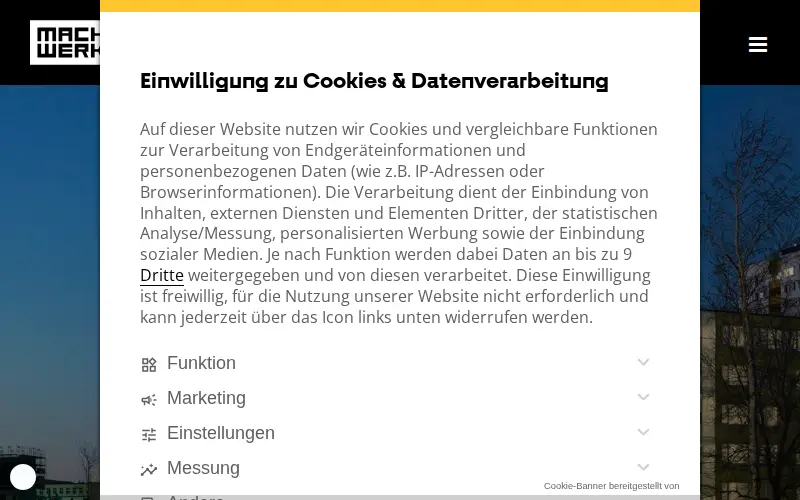 MACH
WERK
Einwilligung zu Cookies & Datenverarbeitung
Auf dieser Website nutzen wir Cookies und vergleichbare Funktionen
zur Verarbeitung von Endgeräteinformationen und
personenbezogenen Daten (wie z.B. IP-Adressen oder
Browserinformationen). Die Verarbeitung dient der Einbindung von
Inhalten, externen Diensten und Elementen Dritter, der statistischen
Analyse/Messung, personalisierten Werbung sowie der Einbindung
sozialer Medien. Je nach Funktion werden dabei Daten an bis zu 9
Dritte weitergegeben und von diesen verarbeitet. Diese Einwilligung
ist freiwillig, für die Nutzung unserer Website nicht erforderlich und
kann jederzeit über das Icon links unten widerrufen werden.
Funktion
Marketing
Einstellungen
Messung
Cookie-Banner bereitgestellt von